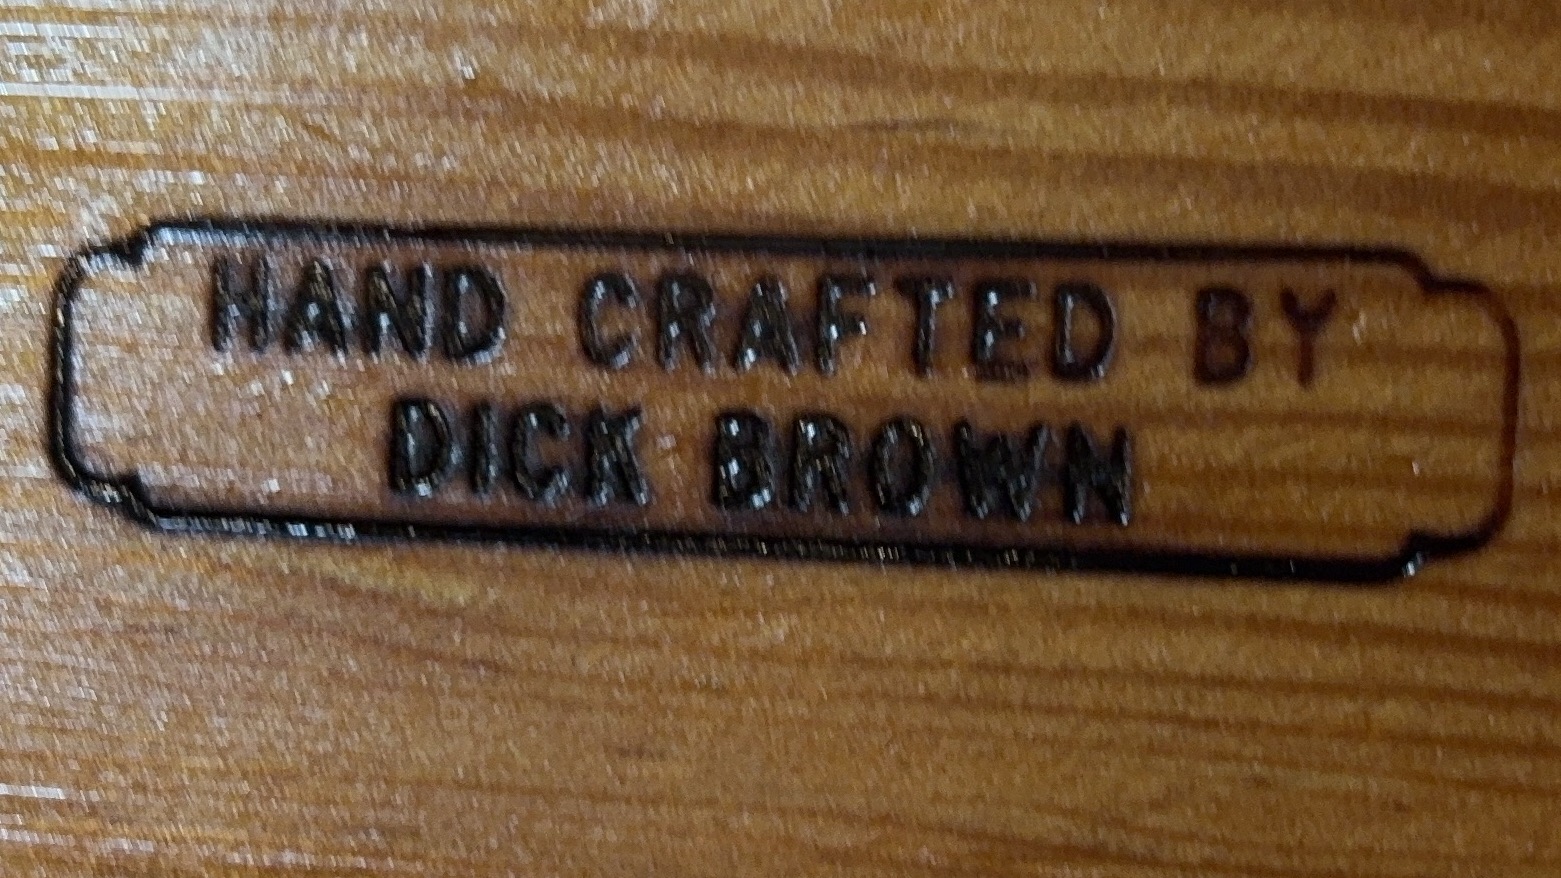 HAND CRAFTED BY
DICK BROWN